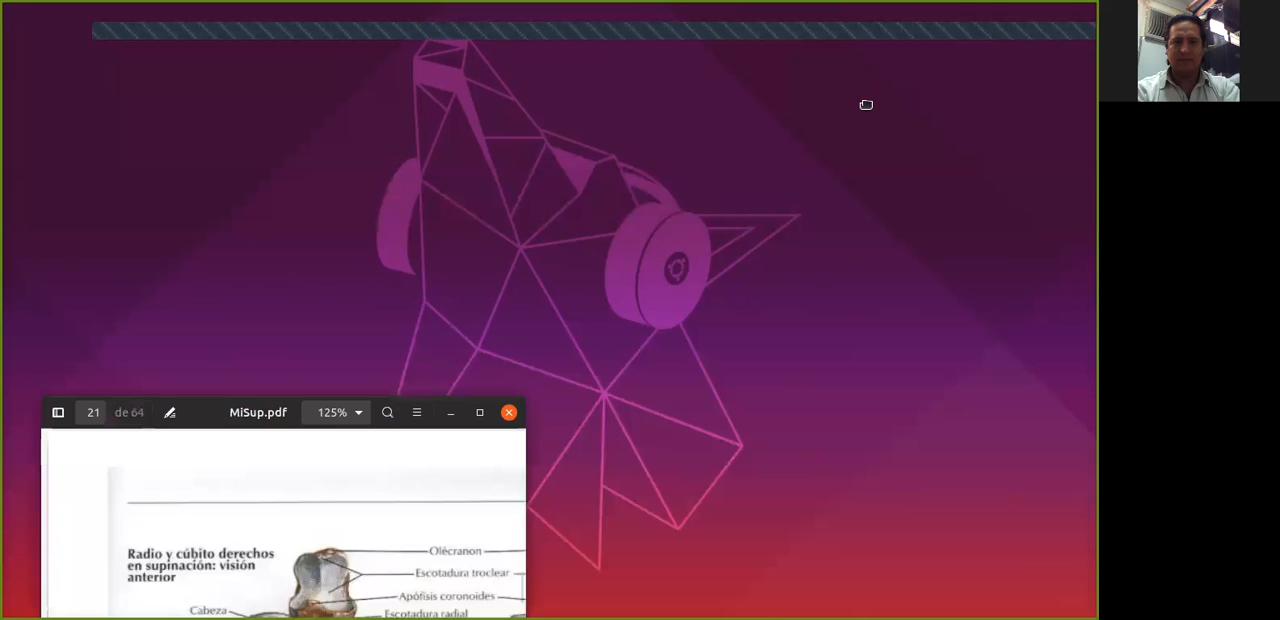 21 de 64 MiSup.pdf 125%
Radio y cúbito derechos
en supinación: visión
anterior
Olécranon
Escotadura troclear
Apófisis coronoides
Cabeza
Escotadura radial